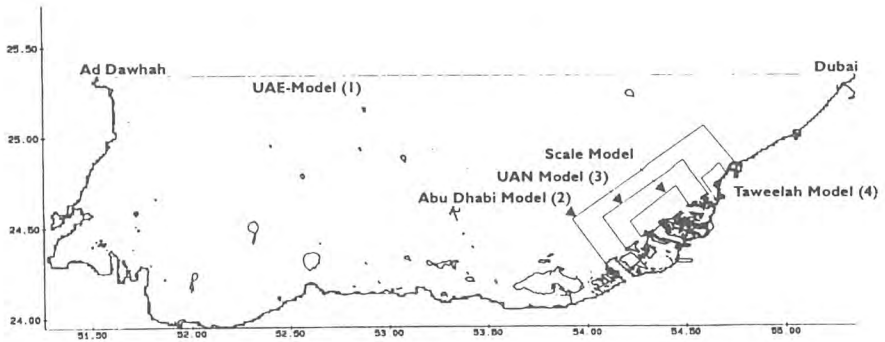 25.50
Ad Dawhah
Dubai
UAE-Model (1)
25.00
Scale Model
UAN Model (3)
Abu Dhabi Model (2)
Taweelah Model (4)
24.50
24.00
51.50
52.00
52.50
53.00
53.50
54.00
54.50
55.00